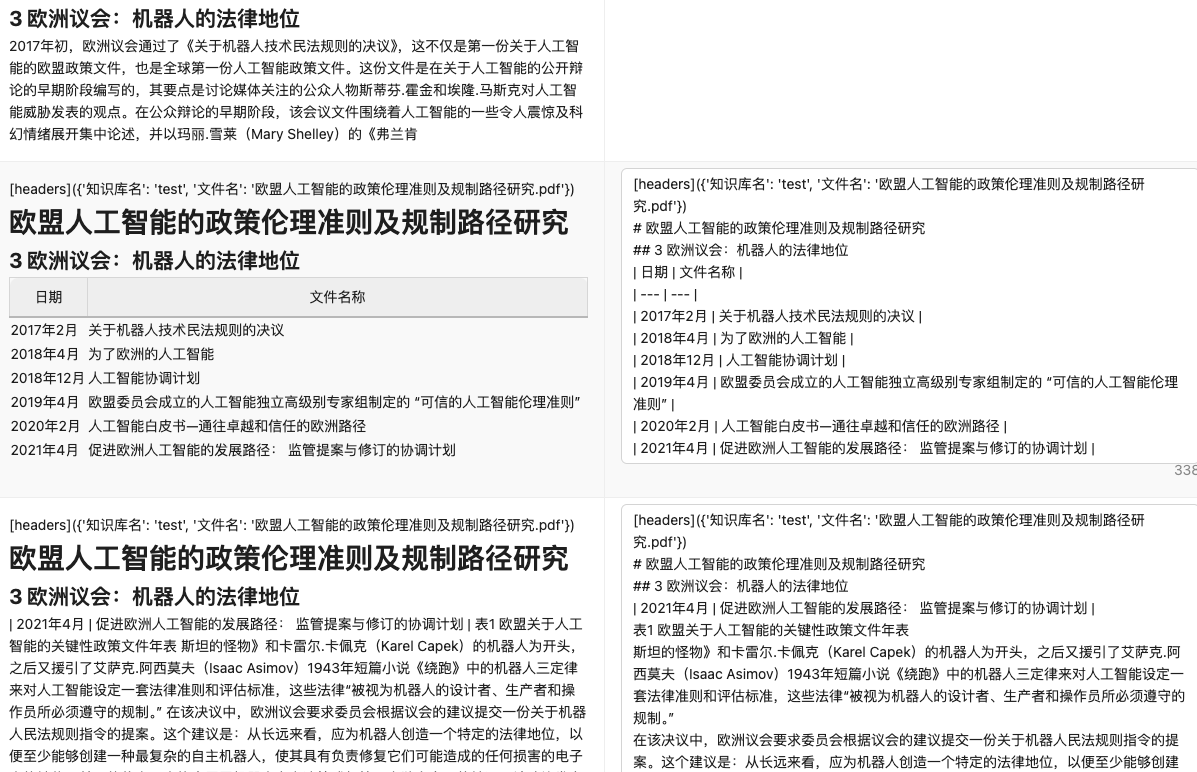 3 欧洲议会：机器人的法律地位
2017年初，欧洲议会通过了《关于机器人技术民法规则的决议》，这不仅是第一份关于人工智
能的欧盟政策文件，也是全球第一份人工智能政策文件。这份文件是在关于人工智能的公开辩
论的早期阶段编写的，其要点是讨论媒体关注的公众人物斯蒂芬.霍金和埃隆.马斯克对人工智
能威胁发表的观点。在公众辩论的早期阶段，该会议文件围绕着人工智能的一些令人震惊及科
幻情绪展开集中论述，并以玛丽.雪莱（Mary Shelley）的《弗兰肯
[headers]({'知识库名': 'test', '文件名': '欧盟人工智能的政策伦理准则及规制路径研究.pdf'})
欧盟人工智能的政策伦理准则及规制路径研究
3 欧洲议会：机器人的法律地位
日期 文件名称
2017年2月 关于机器人技术民法规则的决议
2018年4月 为了欧洲的人工智能
2018年12月 人工智能协调计划
2019年4月 欧盟委员会成立的人工智能独立高级别专家组制定的 “可信的人工智能伦理准则”
2020年2月 人工智能白皮书—通往卓越和信任的欧洲路径
2021年4月 促进欧洲人工智能的发展路径： 监管提案与修订的协调计划
[headers]({'知识库名': 'test', '文件名': '欧盟人工智能的政策伦理准则及规制路径研
究.pdf'})
# 欧盟人工智能的政策伦理准则及规制路径研究
## 3 欧洲议会：机器人的法律地位
| 日期 | 文件名称 |
| --- | --- |
| 2017年2月 | 关于机器人技术民法规则的决议 |
| 2018年4月 | 为了欧洲的人工智能 |
| 2018年12月 | 人工智能协调计划 |
| 2019年4月 | 欧盟委员会成立的人工智能独立高级别专家组制定的 “可信的人工智能伦理
准则” |
| 2020年2月 | 人工智能白皮书—通往卓越和信任的欧洲路径 |
| 2021年4月 | 促进欧洲人工智能的发展路径： 监管提案与修订的协调计划 |
338
[headers]({'知识库名': 'test', '文件名': '欧盟人工智能的政策伦理准则及规制路径研究.pdf'})
欧盟人工智能的政策伦理准则及规制路径研究
3 欧洲议会：机器人的法律地位
| 2021年4月 | 促进欧洲人工智能的发展路径： 监管提案与修订的协调计划 | 表1 欧盟关于人工
智能的关键性政策文件年表 斯坦的怪物》和卡雷尔.卡佩克（Karel Capek）的机器人为开头，
之后又援引了艾萨克.阿西莫夫（Isaac Asimov）1943年短篇小说《绕跑》中的机器人三定律
来对人工智能设定一套法律准则和评估标准，这些法律“被视为机器人的设计者、生产者和操
作员所必须遵守的规制。” 在该决议中，欧洲议会要求委员会根据议会的建议提交一份关于机器
人民法规则指令的提案。这个建议是：从长远来看，应为机器人创造一个特定的法律地位，以
便至少能够创建一种最复杂的自主机器人，使其具有负责修复它们可能造成的任何损害的电子
[headers]({'知识库名': 'test', '文件名': '欧盟人工智能的政策伦理准则及规制路径研
究.pdf'})
# 欧盟人工智能的政策伦理准则及规制路径研究
## 3 欧洲议会：机器人的法律地位
| 2021年4月 | 促进欧洲人工智能的发展路径： 监管提案与修订的协调计划 |
表1 欧盟关于人工智能的关键性政策文件年表
斯坦的怪物》和卡雷尔.卡佩克（Karel Capek）的机器人为开头，之后又援引了艾萨克.阿
西莫夫（Isaac Asimov）1943年短篇小说《绕跑》中的机器人三定律来对人工智能设定一
套法律准则和评估标准，这些法律“被视为机器人的设计者、生产者和操作员所必须遵守的
规制。”
在该决议中，欧洲议会要求委员会根据议会的建议提交一份关于机器人民法规则指令的提
案。这个建议是：从长远来看，应为机器人创造一个特定的法律地位，以便至少能够创建